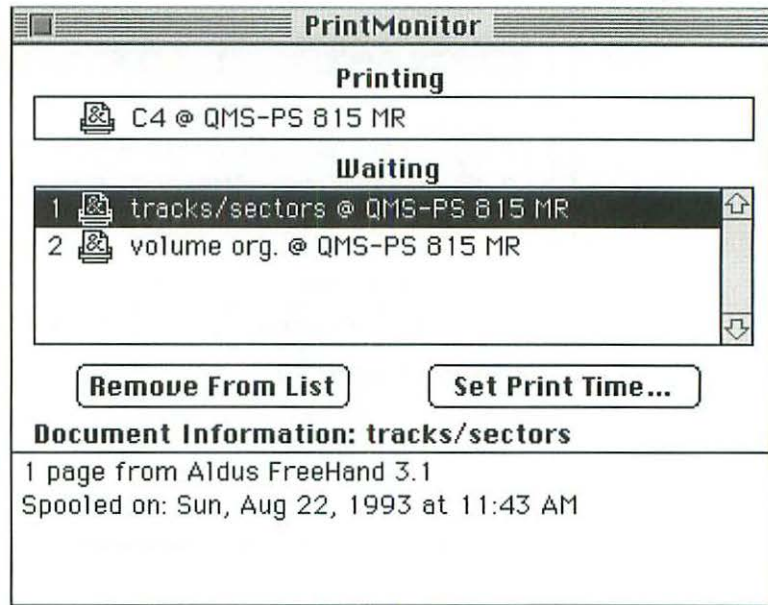 PrintMonitor
Printing
C4 @ QMS-PS 815 MR
Waiting
1 tracks/sectors @ QMS-PS 815 MR
2 volume org. @ QMS-PS 815 MR
Remove From List Set Print Time...
Document Information: tracks/sectors
1 page from Aldus FreeHand 3.1
Spooled on: Sun, Aug 22, 1993 at 11:43 AM